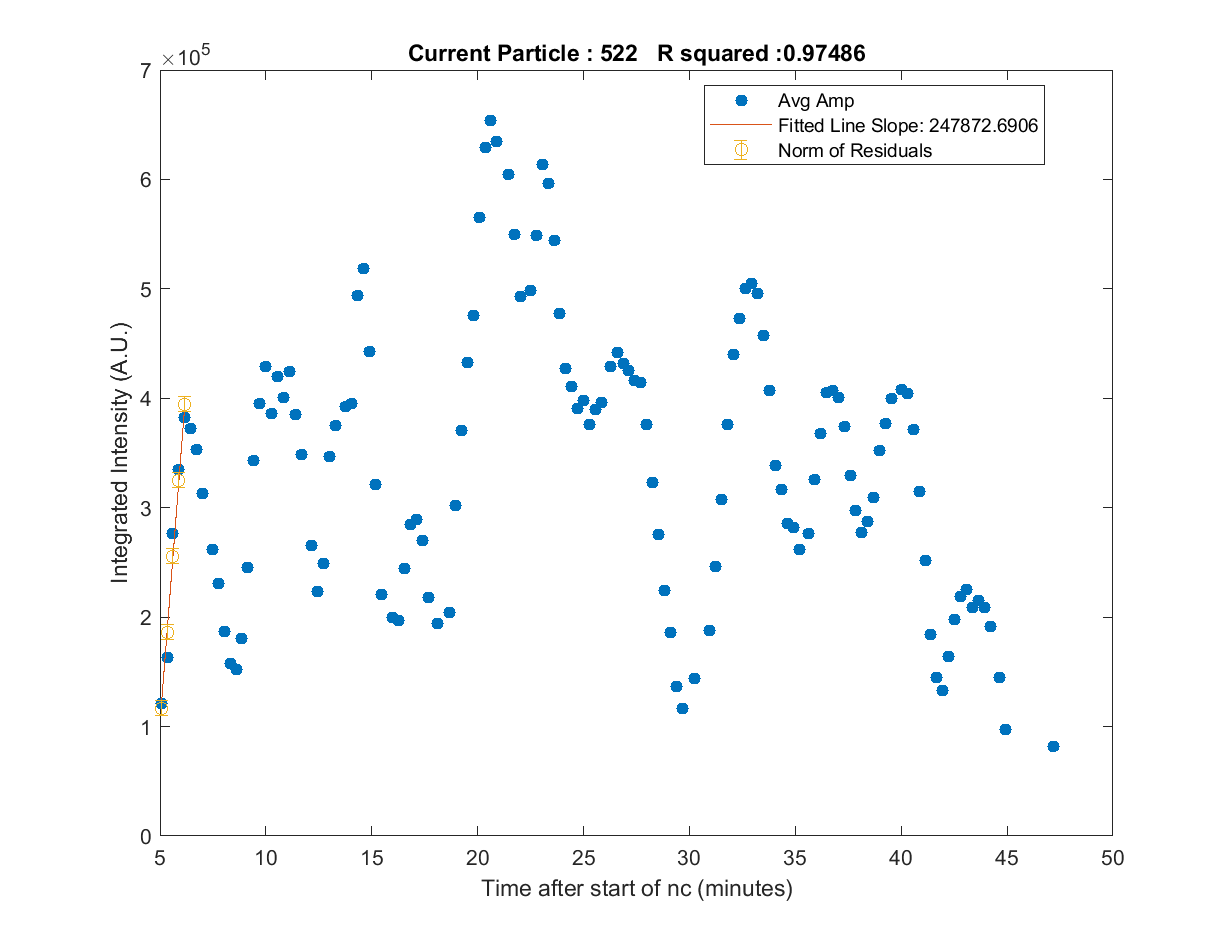 Current Particle : 522 R squared :0.97486
×10^5
Avg Amp
Fitted Line Slope: 247872.6906
Norm of Residuals
7
6
5
4
3
2
1
0
Integrated Intensity (A.U.)
5 10 15 20 25 30 35 40 45 50
Time after start of nc (minutes)